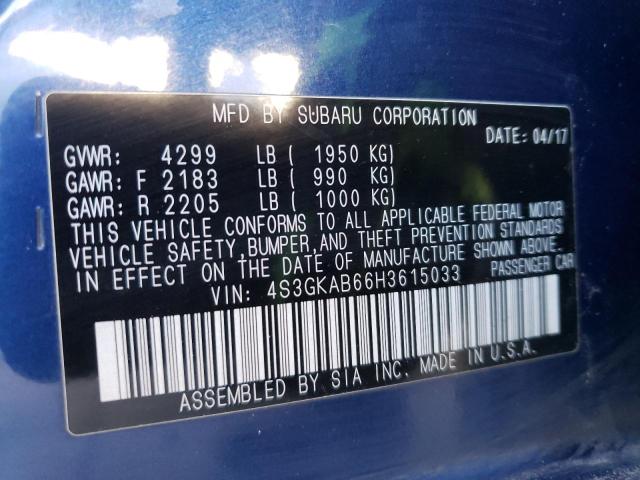 MFD BY SUBARU CORPORATION
DATE: 04/17
GVWR: 4299 LB ( 1950 KG)
GAWR: F 2183 LB ( 990 KG)
GAWR: R 2205 LB ( 1000 KG)
THIS VEHICLE CONFORMS TO ALL APPLICABLE FEDERAL MOTOR
VEHICLE SAFETY, BUMPER, AND THEFT PREVENTION STANDARDS
IN EFFECT ON THE DATE OF MANUFACTURE SHOWN ABOVE.
VIN: 4S3GKAB66H3615033 PASSENGER CAR
ASSEMBLED BY SIA INC. MADE IN U.S.A.